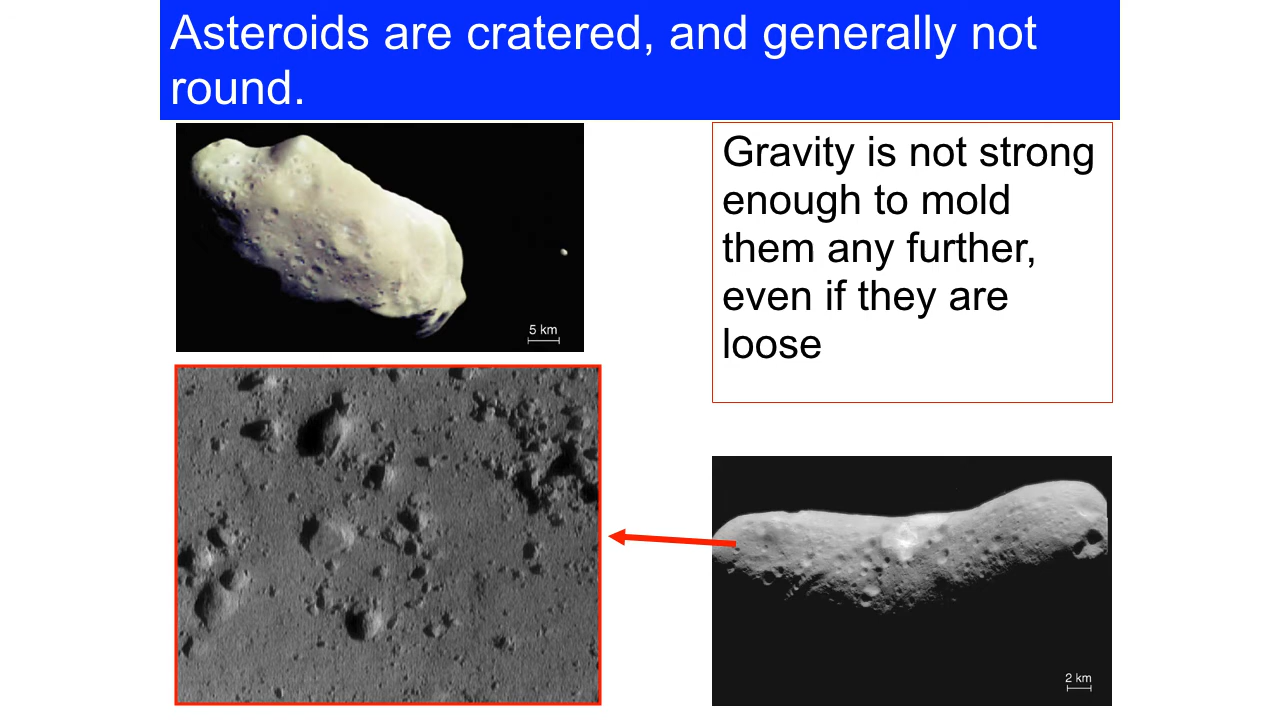 Asteroids are cratered, and generally not
round.
Gravity is not strong
enough to mold
them any further,
even if they are
loose
5 km
2 km